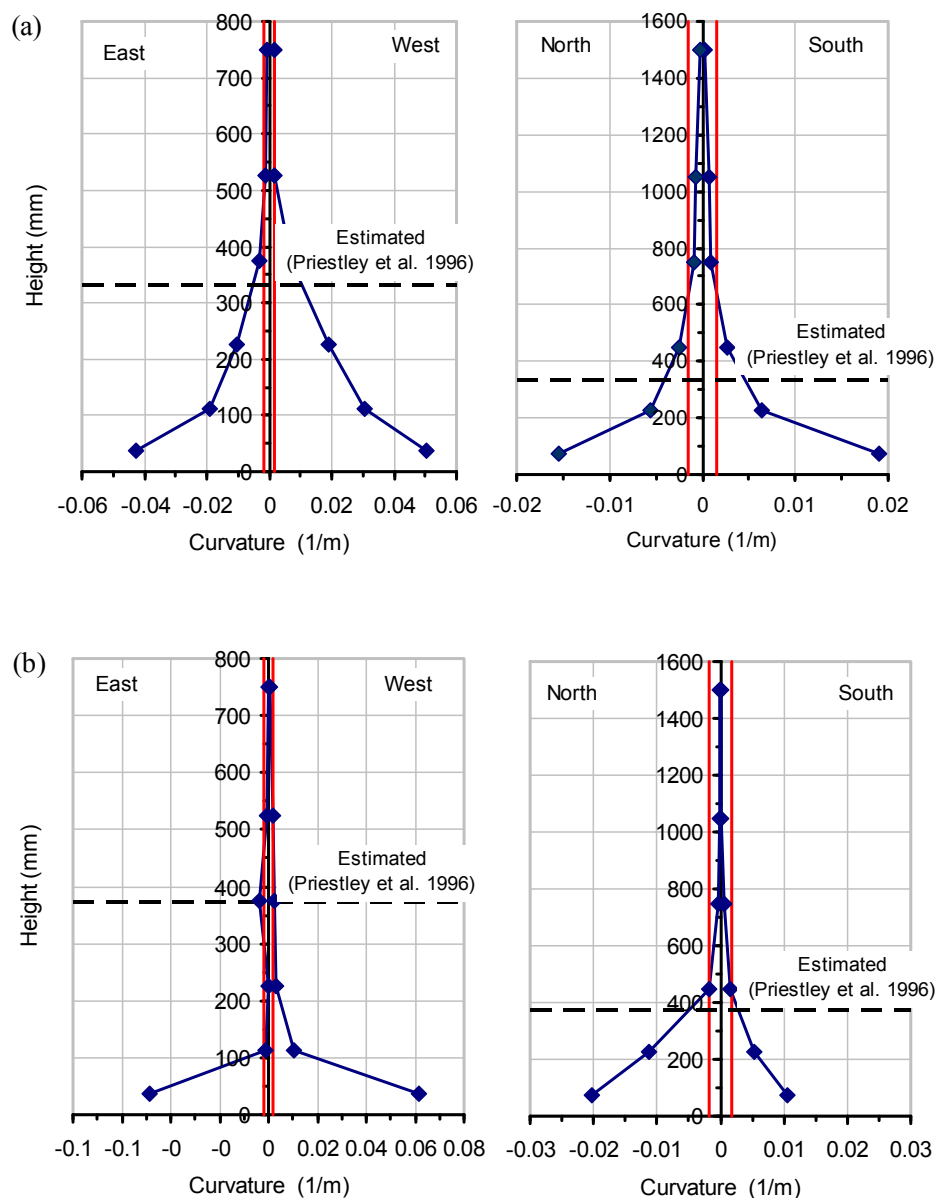 (a)
East
West
800
700
600
500
400
300
200
100
0
Estimated
(Priestley et al. 1996)
Height (mm)
-0.06 -0.04 -0.02 0 0.02 0.04 0.06
Curvature (1/m)
North
South
1600
1400
1200
1000
800
600
400
200
0
Estimated
(Priestley et al. 1996)
-0.02 -0.01 0 0.01 0.02
Curvature (1/m)
(b)
East
West
800
700
600
500
400
300
200
100
0
Estimated
(Priestley et al. 1996)
Height (mm)
-0.1 -0.1 -0 -0 0 0.02 0.04 0.06 0.08
Curvature (1/m)
North
South
1600
1400
1200
1000
800
600
400
200
0
Estimated
(Priestley et al. 1996)
-0.03 -0.02 -0.01 0 0.01 0.02 0.03
Curvature (1/m)